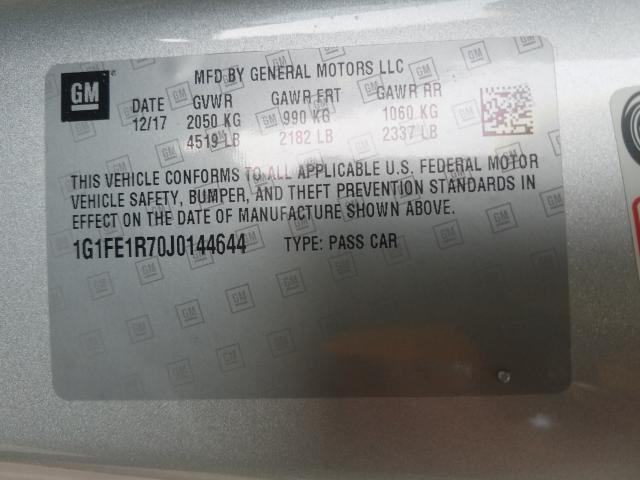 GM
MFD BY GENERAL MOTORS LLC
DATE GVWR GAWR FRT GAWR RR
12/17 2050 KG 990 KG 1060 KG
4519 LB 2182 LB 2337 LB
THIS VEHICLE CONFORMS TO ALL APPLICABLE U.S. FEDERAL MOTOR
VEHICLE SAFETY, BUMPER, AND THEFT PREVENTION STANDARDS IN
EFFECT ON THE DATE OF MANUFACTURE SHOWN ABOVE.
1G1FE1R70J0144644 TYPE: PASS CAR